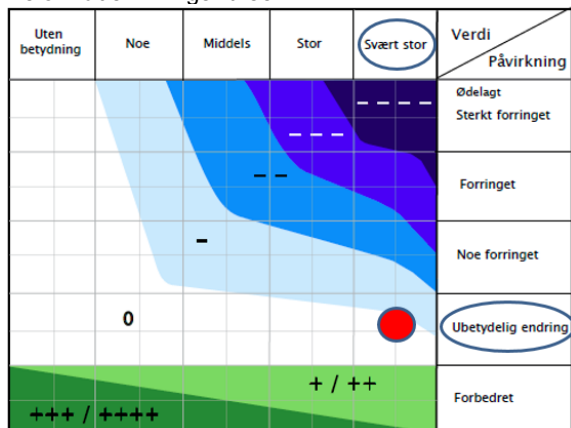 Uten
betydning
Noe
Middels
Stor
Svært stor
Verdi
Påvirkning
Ødelagt
Sterkt forringet
- - - -
- - -
- -
Forringet
-
Noe forringet
0
Ubetydelig endring
+ / ++
Forbedret
+++ / ++++